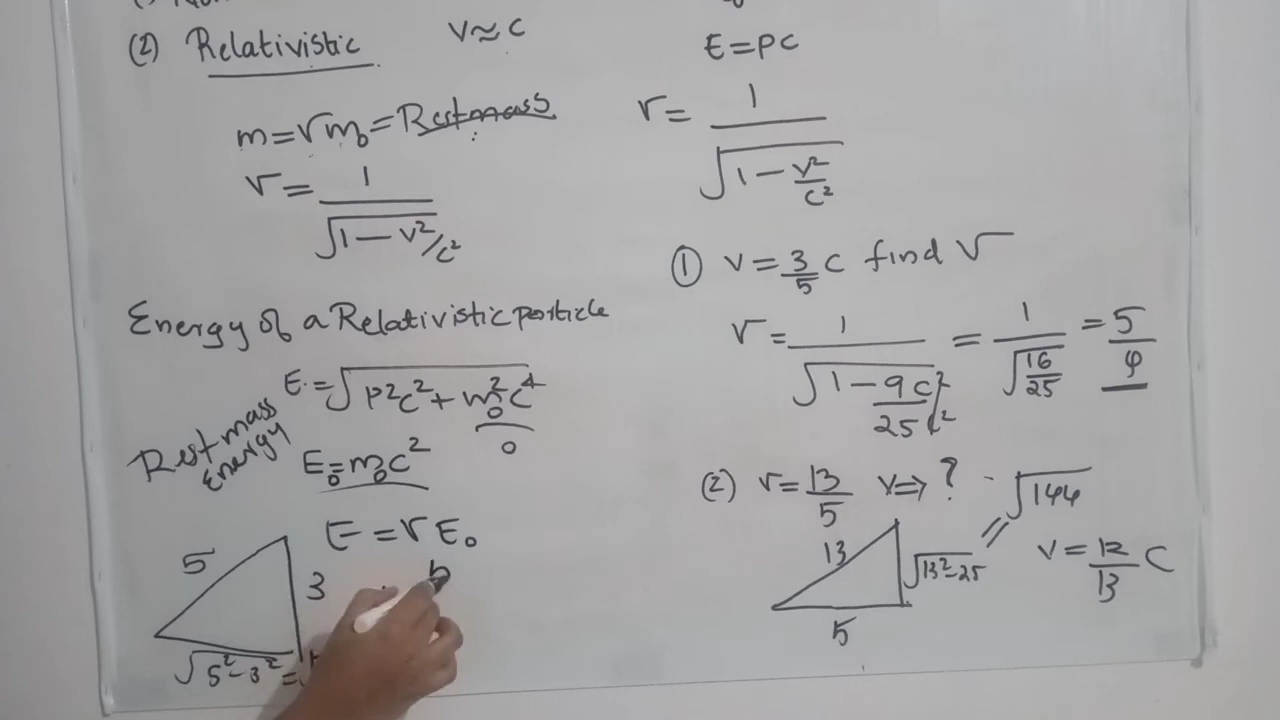 (2) Relativistic v≈c
m=γm₀=Rest mass
γ= 1/√(1-v²/c²)
Energy of a Relativistic particle
E=√(p²c²+m₀²c⁴)
0
Rest mass Energy
E₀=m₀c²
E=γE₀
5
3
√5²-3²=
E=pc
γ= 1/√(1-v²/c²)
① v=3/5 c find γ
γ= 1/√(1-9c²/25c²) = 1/√(16/25) = 5/4
(2) γ=13/5 v⇒? √144
13
√13²-25
v=12/13 c
5